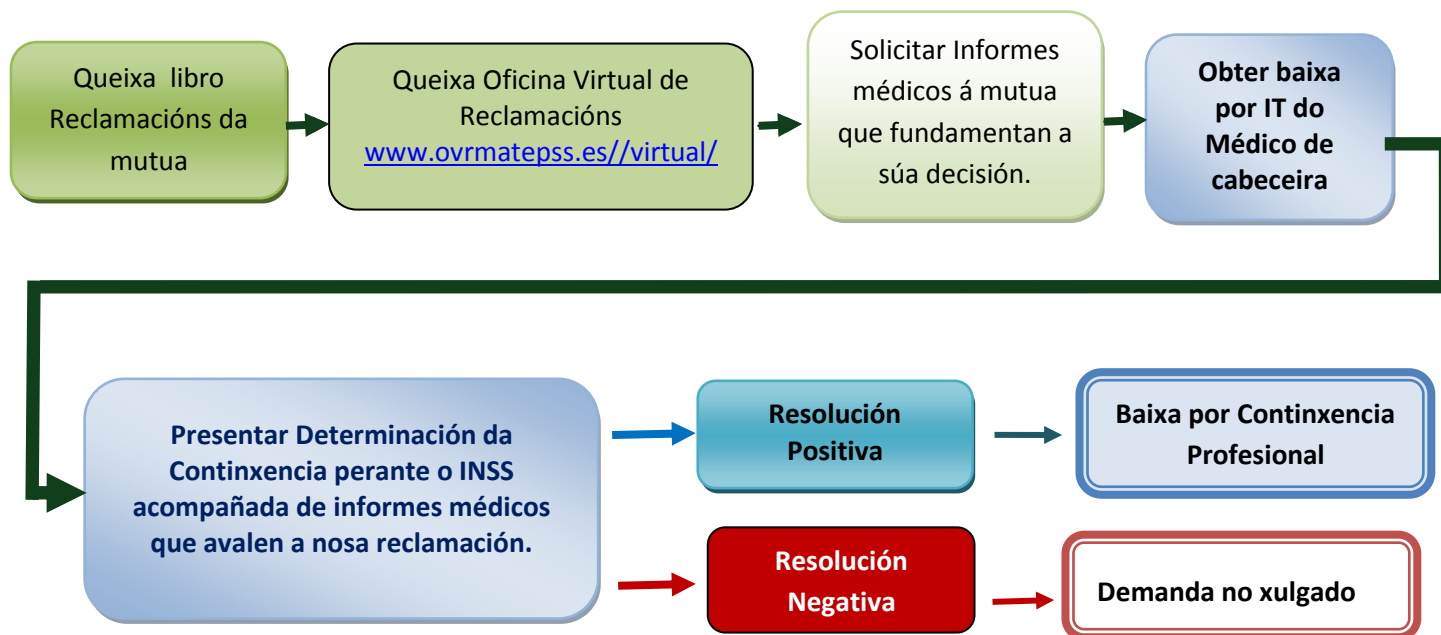 Queixa libro
Reclamacións da
mutua
Queixa Oficina Virtual de
Reclamacións
www.ovrmatepss.es//virtual/
Solicitar Informes
médicos á mutua
que fundamentan a
súa decisión.
Obter baixa
por IT do
Médico de
cabeceira
Presentar Determinación da
Continxencia perante o INSS
acompañada de informes médicos
que avalen a nosa reclamación.
Resolución
Positiva
Baixa por Continxencia
Profesional
Resolución
Negativa
Demanda no xulgado